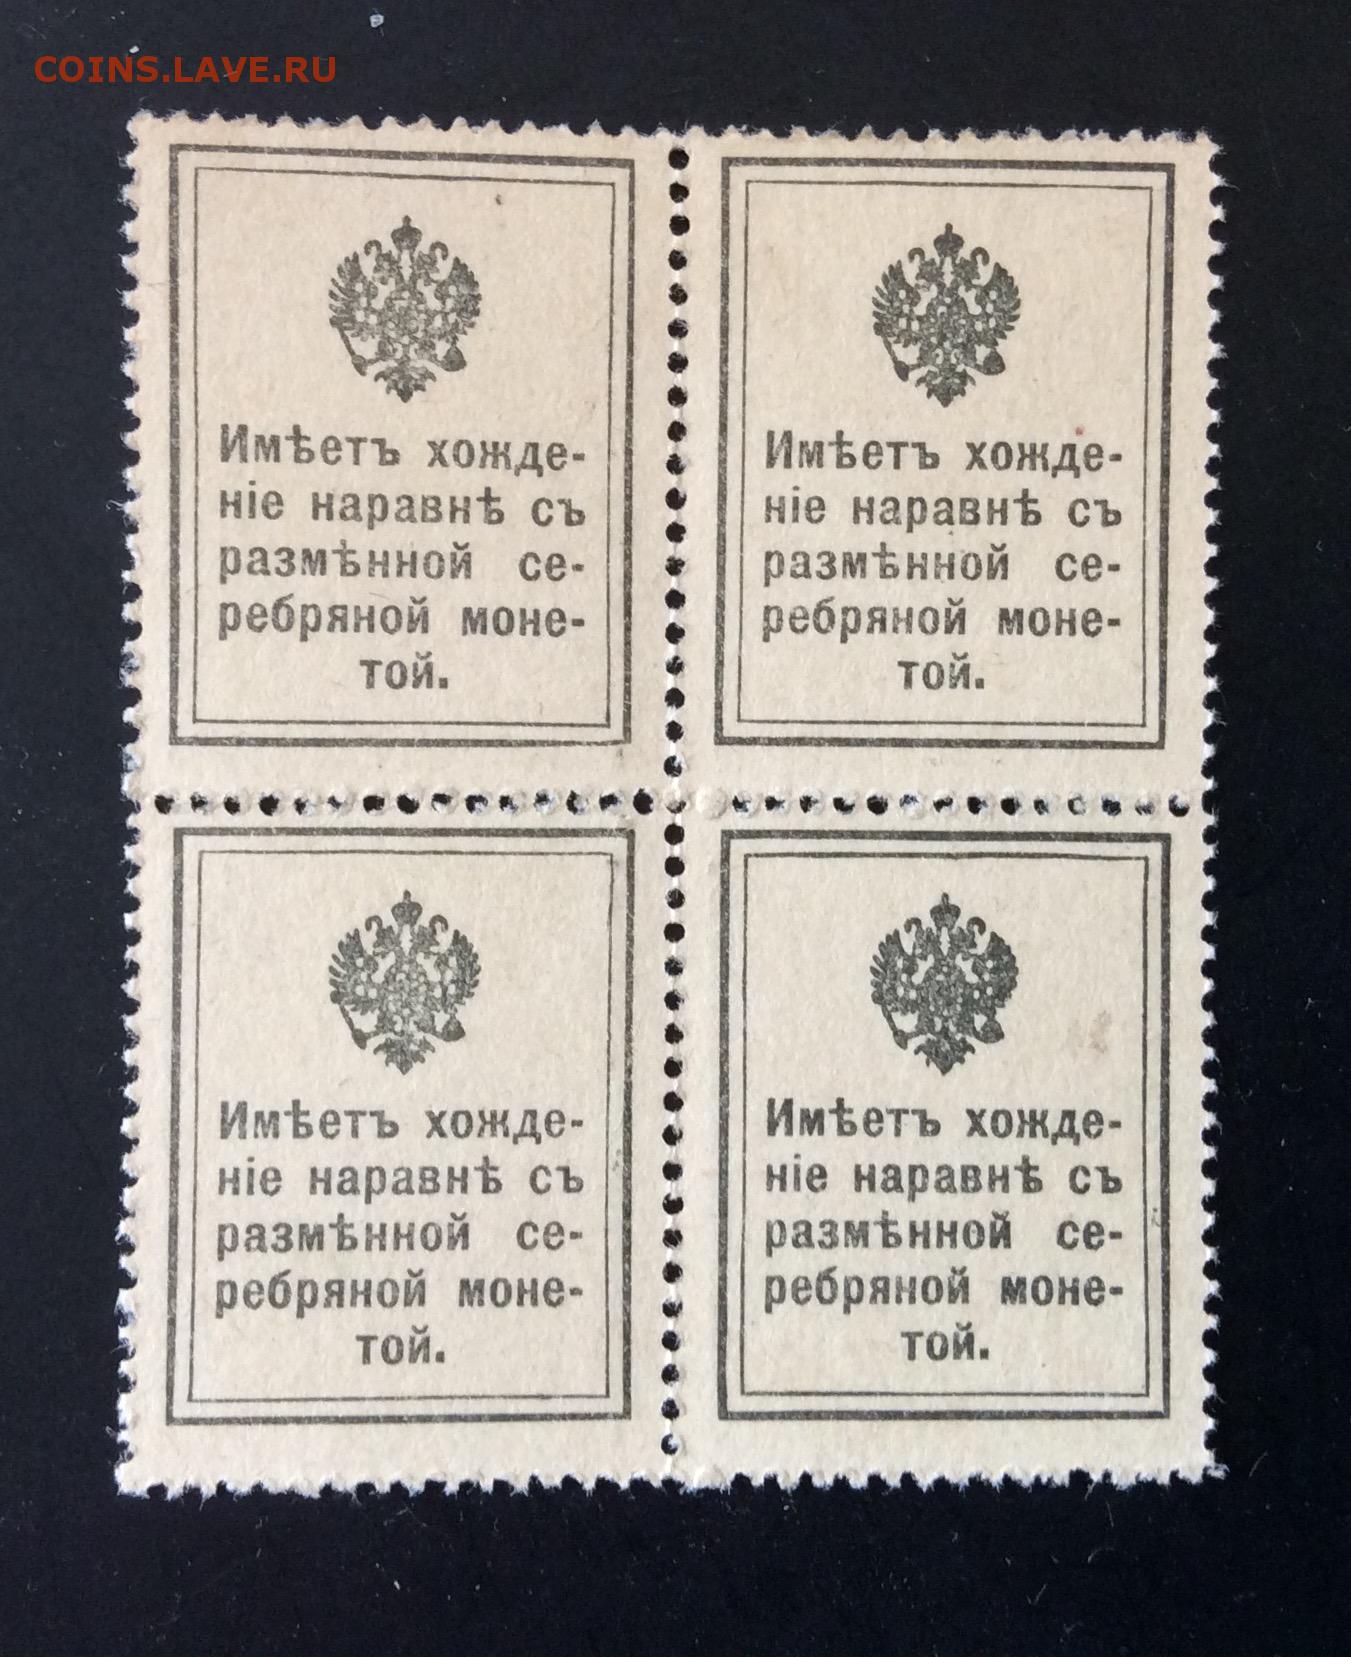 COINS.LAVE.RU
Имѣетъ хожде-
ніе наравнѣ съ
размѣнной се-
ребряной моне-
той.
Имѣетъ хожде-
ніе наравнѣ съ
размѣнной се-
ребряной моне-
той.
Имѣетъ хожде-
ніе наравнѣ съ
размѣнной се-
ребряной моне-
той.
Имѣетъ хожде-
ніе наравнѣ съ
размѣнной се-
ребряной моне-
той.